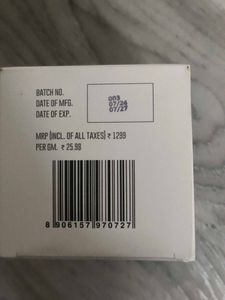 BATCH NO. 003
DATE OF MFG. 07/24
DATE OF EXP. 07/27
MRP (INCL. OF ALL TAXES) ₹ 1299
PER GM. ₹ 25.98
8 906157 970727